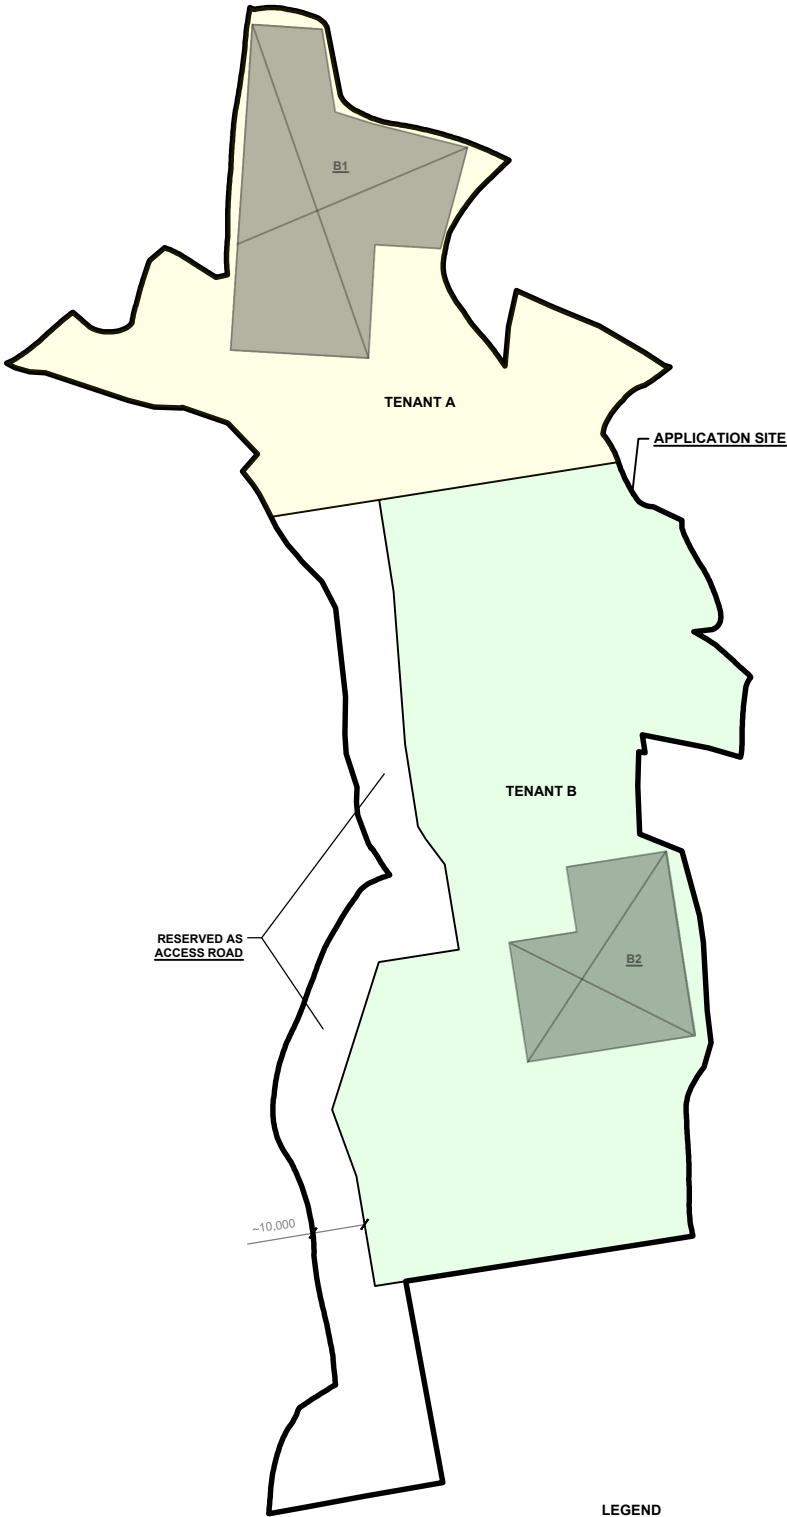 B1
TENANT A
APPLICATION SITE
TENANT B
RESERVED AS
ACCESS ROAD
B2
~10,000
LEGEND